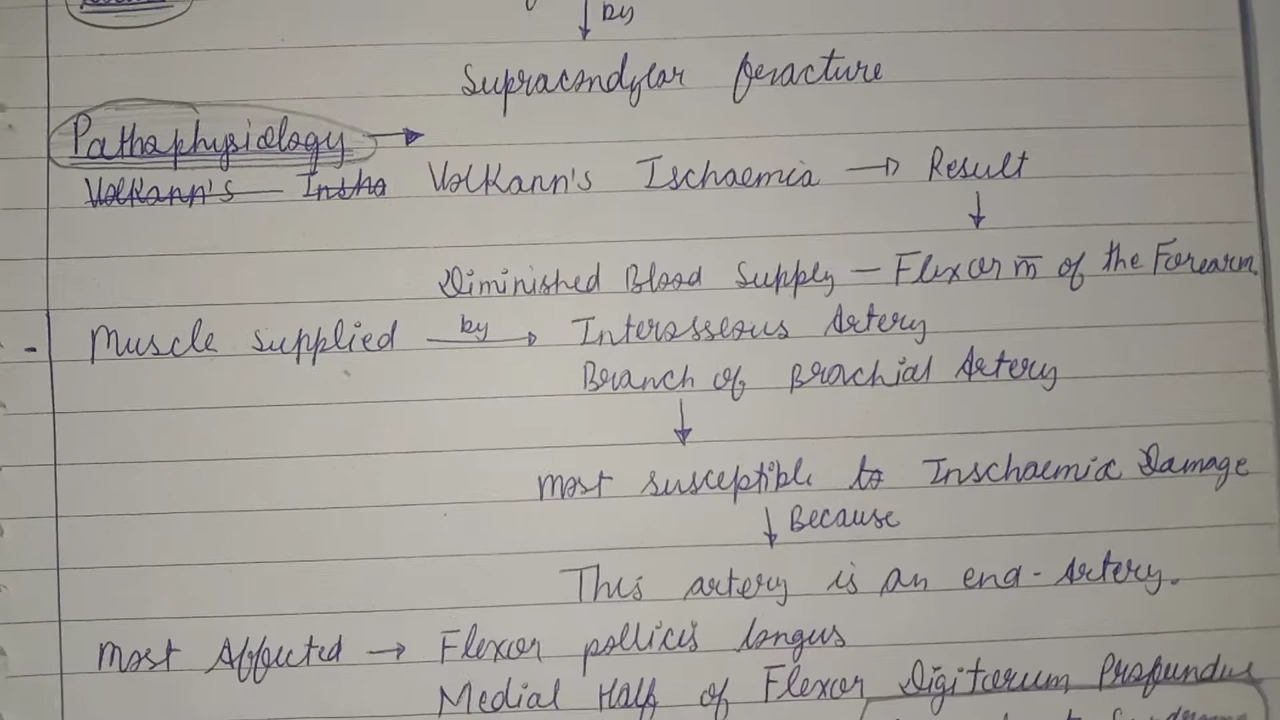 by
Supracondylar fracture
Pathophysiology →
Volkann's Insha Volkann's Ischaemia → Result
↓
Diminished Blood Supply — Flexor m̅ of the Forearm
- Muscle supplied by → Interosseous Artery
Branch of Brachial Artery
↓
Most susceptible to Inschaemic Damage
↓ Because
This artery is an end-Artery.
Most Affected → Flexor pollicis longus
Medial Half of Flexor Digitorum Profundus